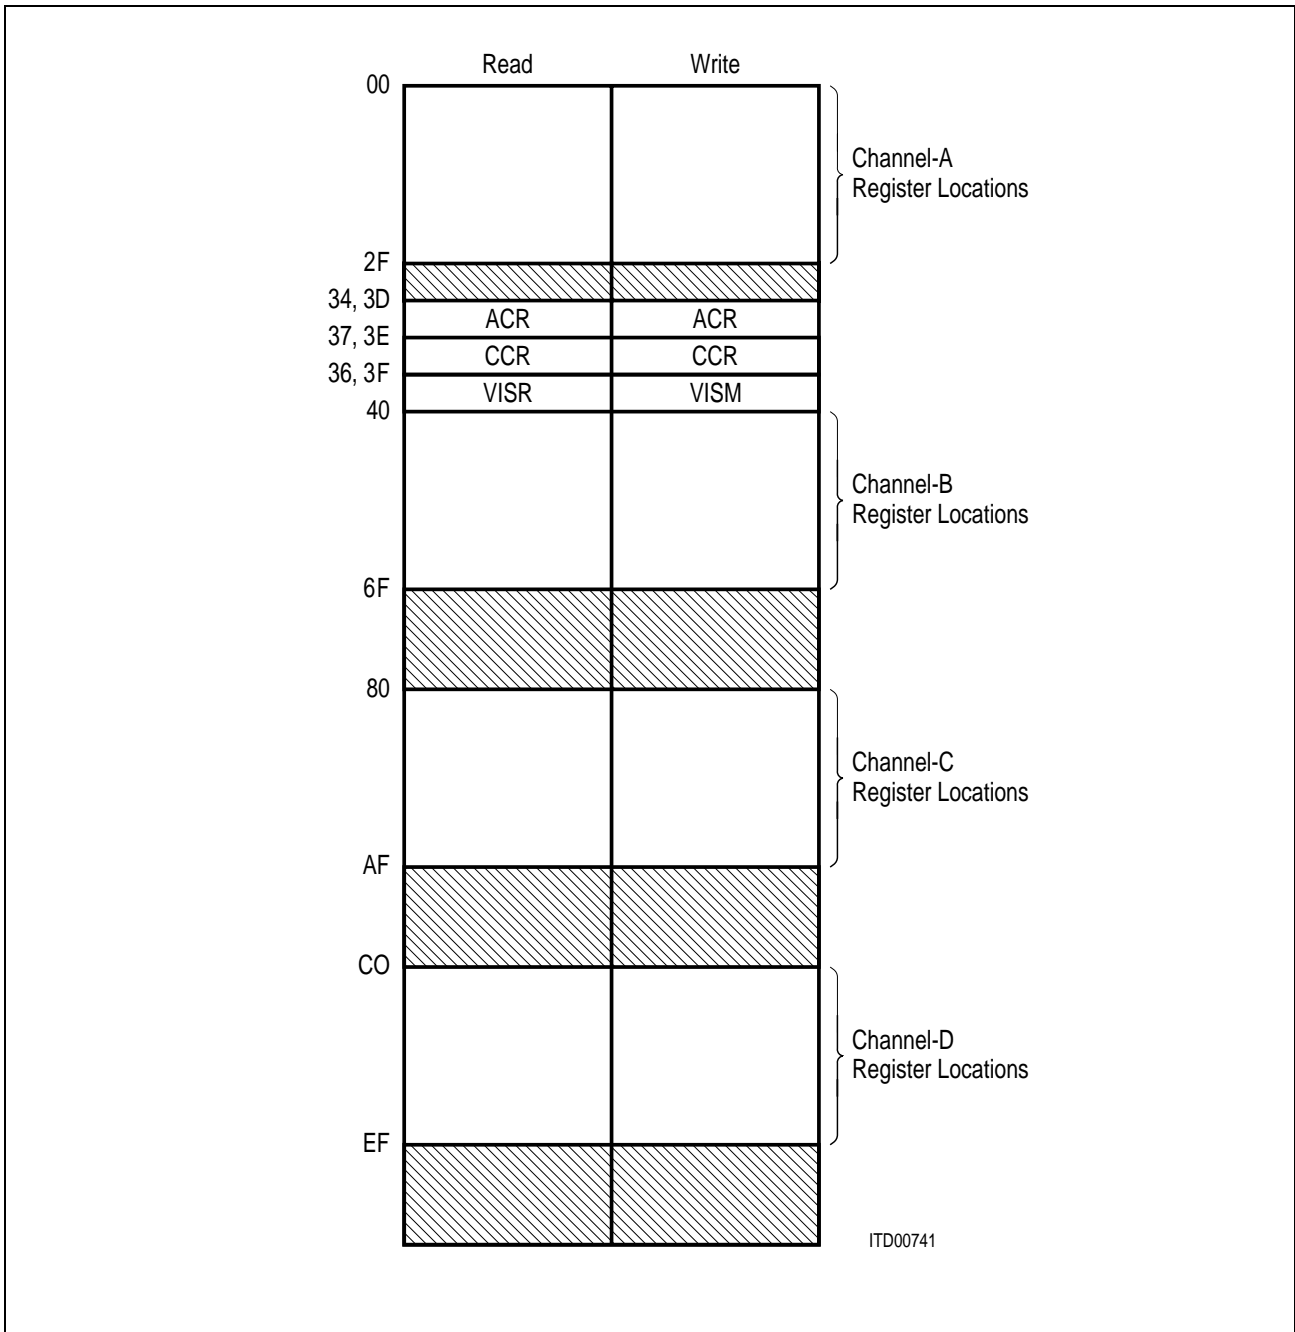 Read Write
00
Channel-A
Register Locations
2F
34, 3D
ACR ACR
37, 3E
CCR CCR
36, 3F
VISR VISM
40
Channel-B
Register Locations
6F
80
Channel-C
Register Locations
AF
CO
Channel-D
Register Locations
EF
ITD00741